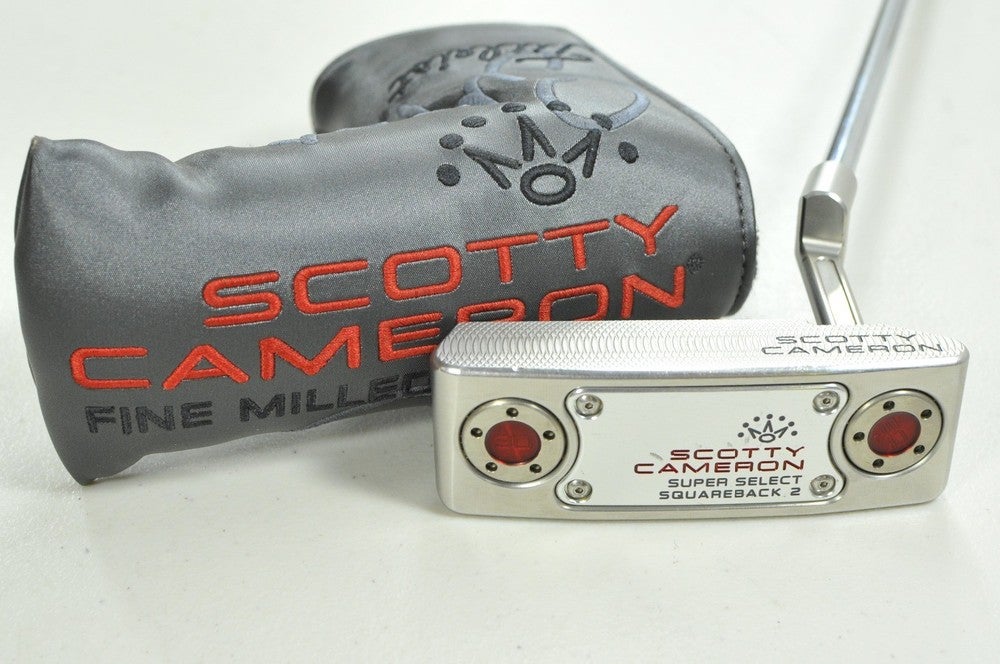 Titleist
SCOTTY
CAMERON
FINE MILLED
SCOTTY
CAMERON
SCOTTY
CAMERON
SUPER SELECT
SQUAREBACK 2